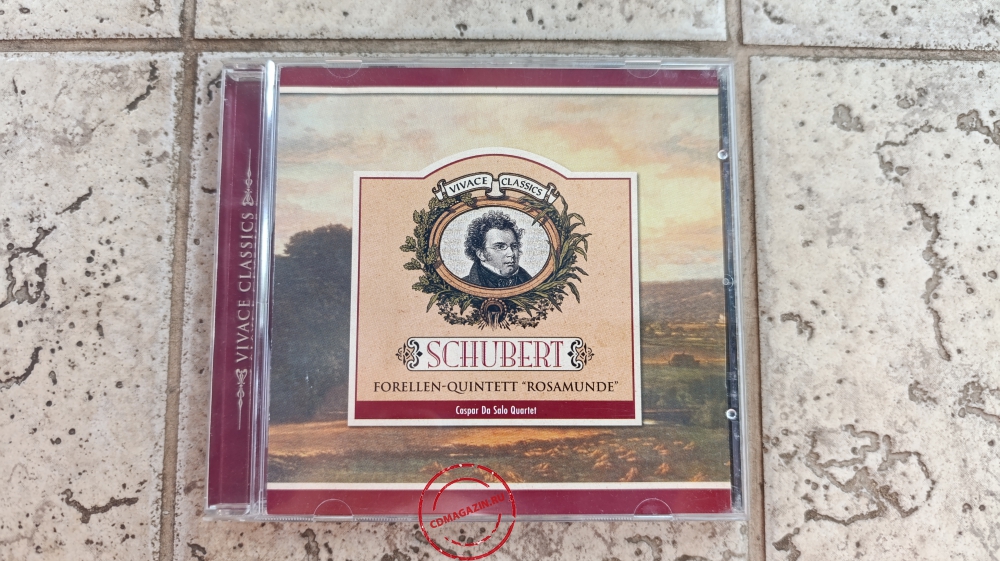 VIVACE CLASSICS
VIVACE CLASSICS
SCHUBERT
FORELLEN-QUINTETT "ROSAMUNDE"
Caspar Da Salo Quartet
CDMAGAZIN.RU